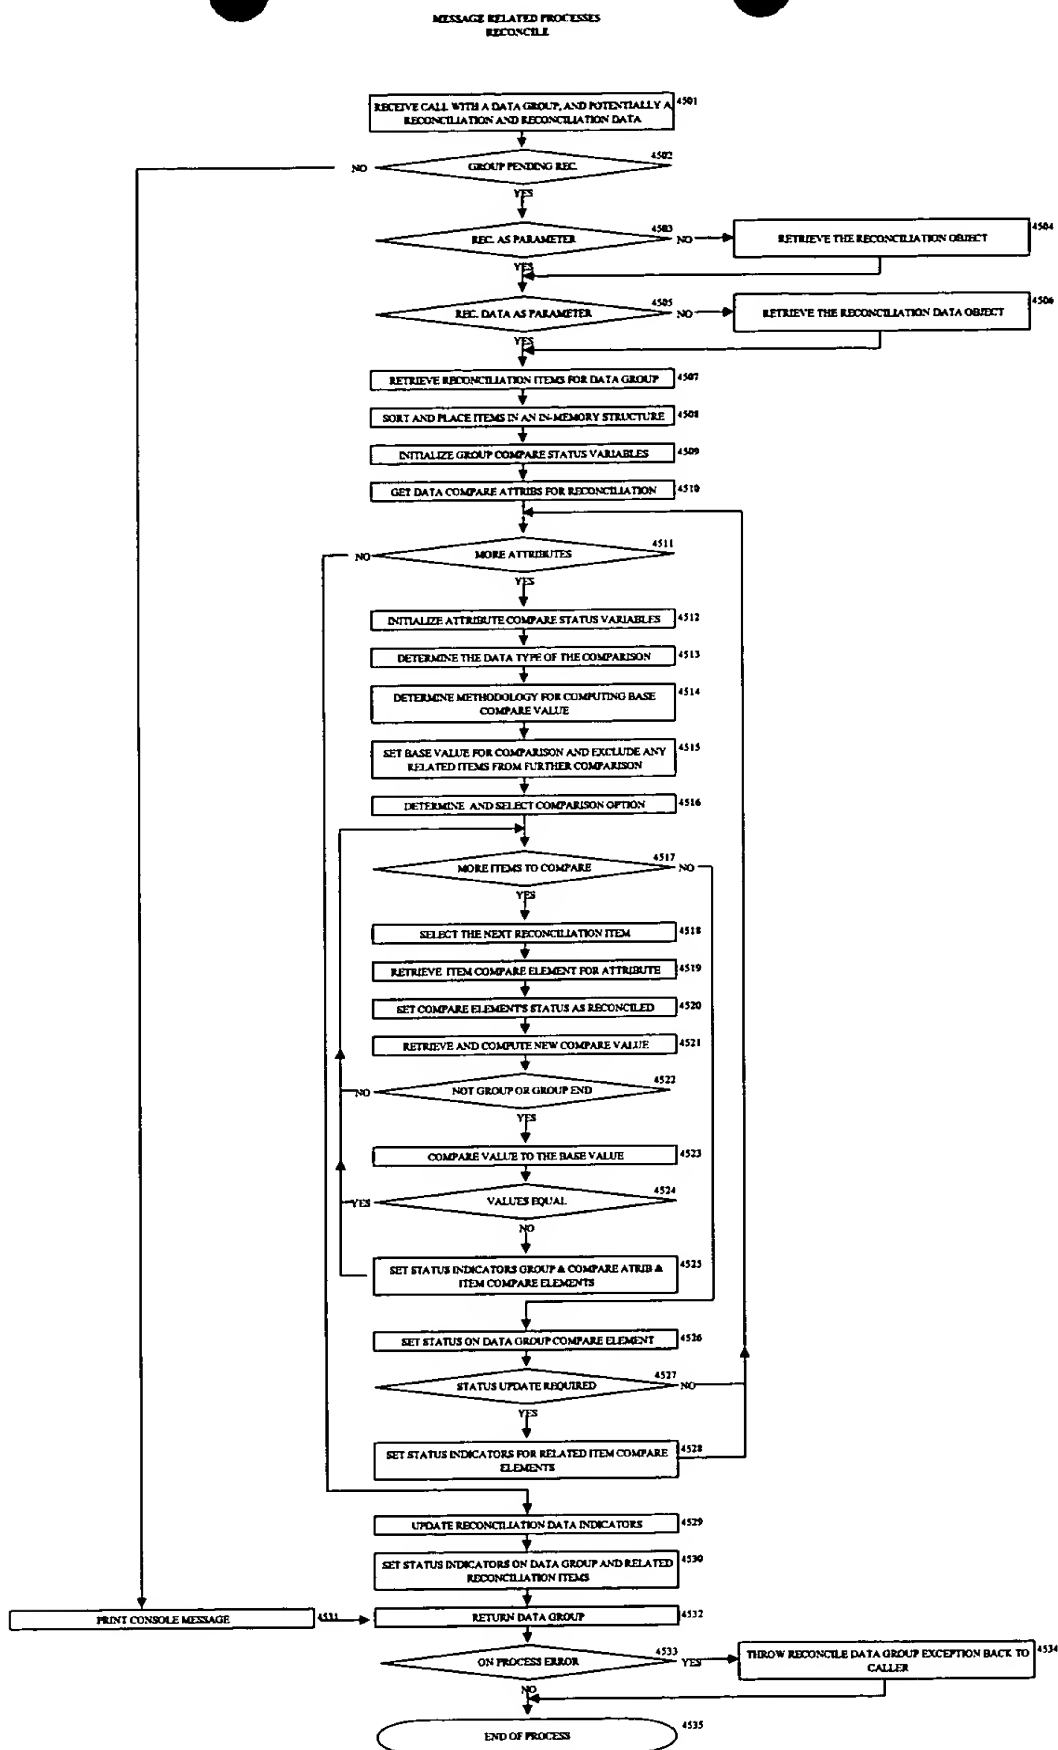 MESSAGE RELATED PROCESSES
RECONCILE
RECEIVE CALL WITH A DATA GROUP, AND POTENTIALLY A
RECONCILIATION AND RECONCILIATION DATA
4501
GROUP PENDING REC.
4502
NO
YES
REC. AS PARAMETER
4503
NO
RETRIEVE THE RECONCILIATION OBJECT
4504
YES
REC. DATA AS PARAMETER
4505
NO
RETRIEVE THE RECONCILIATION DATA OBJECT
4506
YES
RETRIEVE RECONCILIATION ITEMS FOR DATA GROUP
4507
SORT AND PLACE ITEMS IN AN IN-MEMORY STRUCTURE
4508
INITIALIZE GROUP COMPARE STATUS VARIABLES
4509
GET DATA COMPARE ATTRIBS FOR RECONCILIATION
4510
MORE ATTRIBUTES
4511
NO
YES
INITIALIZE ATTRIBUTE COMPARE STATUS VARIABLES
4512
DETERMINE THE DATA TYPE OF THE COMPARISON
4513
DETERMINE METHODOLOGY FOR COMPUTING BASE
COMPARE VALUE
4514
SET BASE VALUE FOR COMPARISON AND EXCLUDE ANY
RELATED ITEMS FROM FURTHER COMPARISON
4515
DETERMINE AND SELECT COMPARISON OPTION
4516
MORE ITEMS TO COMPARE
4517
NO
YES
SELECT THE NEXT RECONCILIATION ITEM
4518
RETRIEVE ITEM COMPARE ELEMENT FOR ATTRIBUTE
4519
SET COMPARE ELEMENT'S STATUS AS RECONCILED
4520
RETRIEVE AND COMPUTE NEW COMPARE VALUE
4521
NOT GROUP OR GROUP END
4522
NO
YES
COMPARE VALUE TO THE BASE VALUE
4523
VALUES EQUAL
4524
YES
NO
SET STATUS INDICATORS GROUP & COMPARE ATRIB &
ITEM COMPARE ELEMENTS
4525
SET STATUS ON DATA GROUP COMPARE ELEMENT
4526
STATUS UPDATE REQUIRED
4527
NO
YES
SET STATUS INDICATORS FOR RELATED ITEM COMPARE
ELEMENTS
4528
UPDATE RECONCILIATION DATA INDICATORS
4529
SET STATUS INDICATORS ON DATA GROUP AND RELATED
RECONCILIATION ITEMS
4530
PRINT CONSOLE MESSAGE
4531
RETURN DATA GROUP
4532
ON PROCESS ERROR
4533
YES
THROW RECONCILE DATA GROUP EXCEPTION BACK TO
CALLER
4534
NO
END OF PROCESS
4535